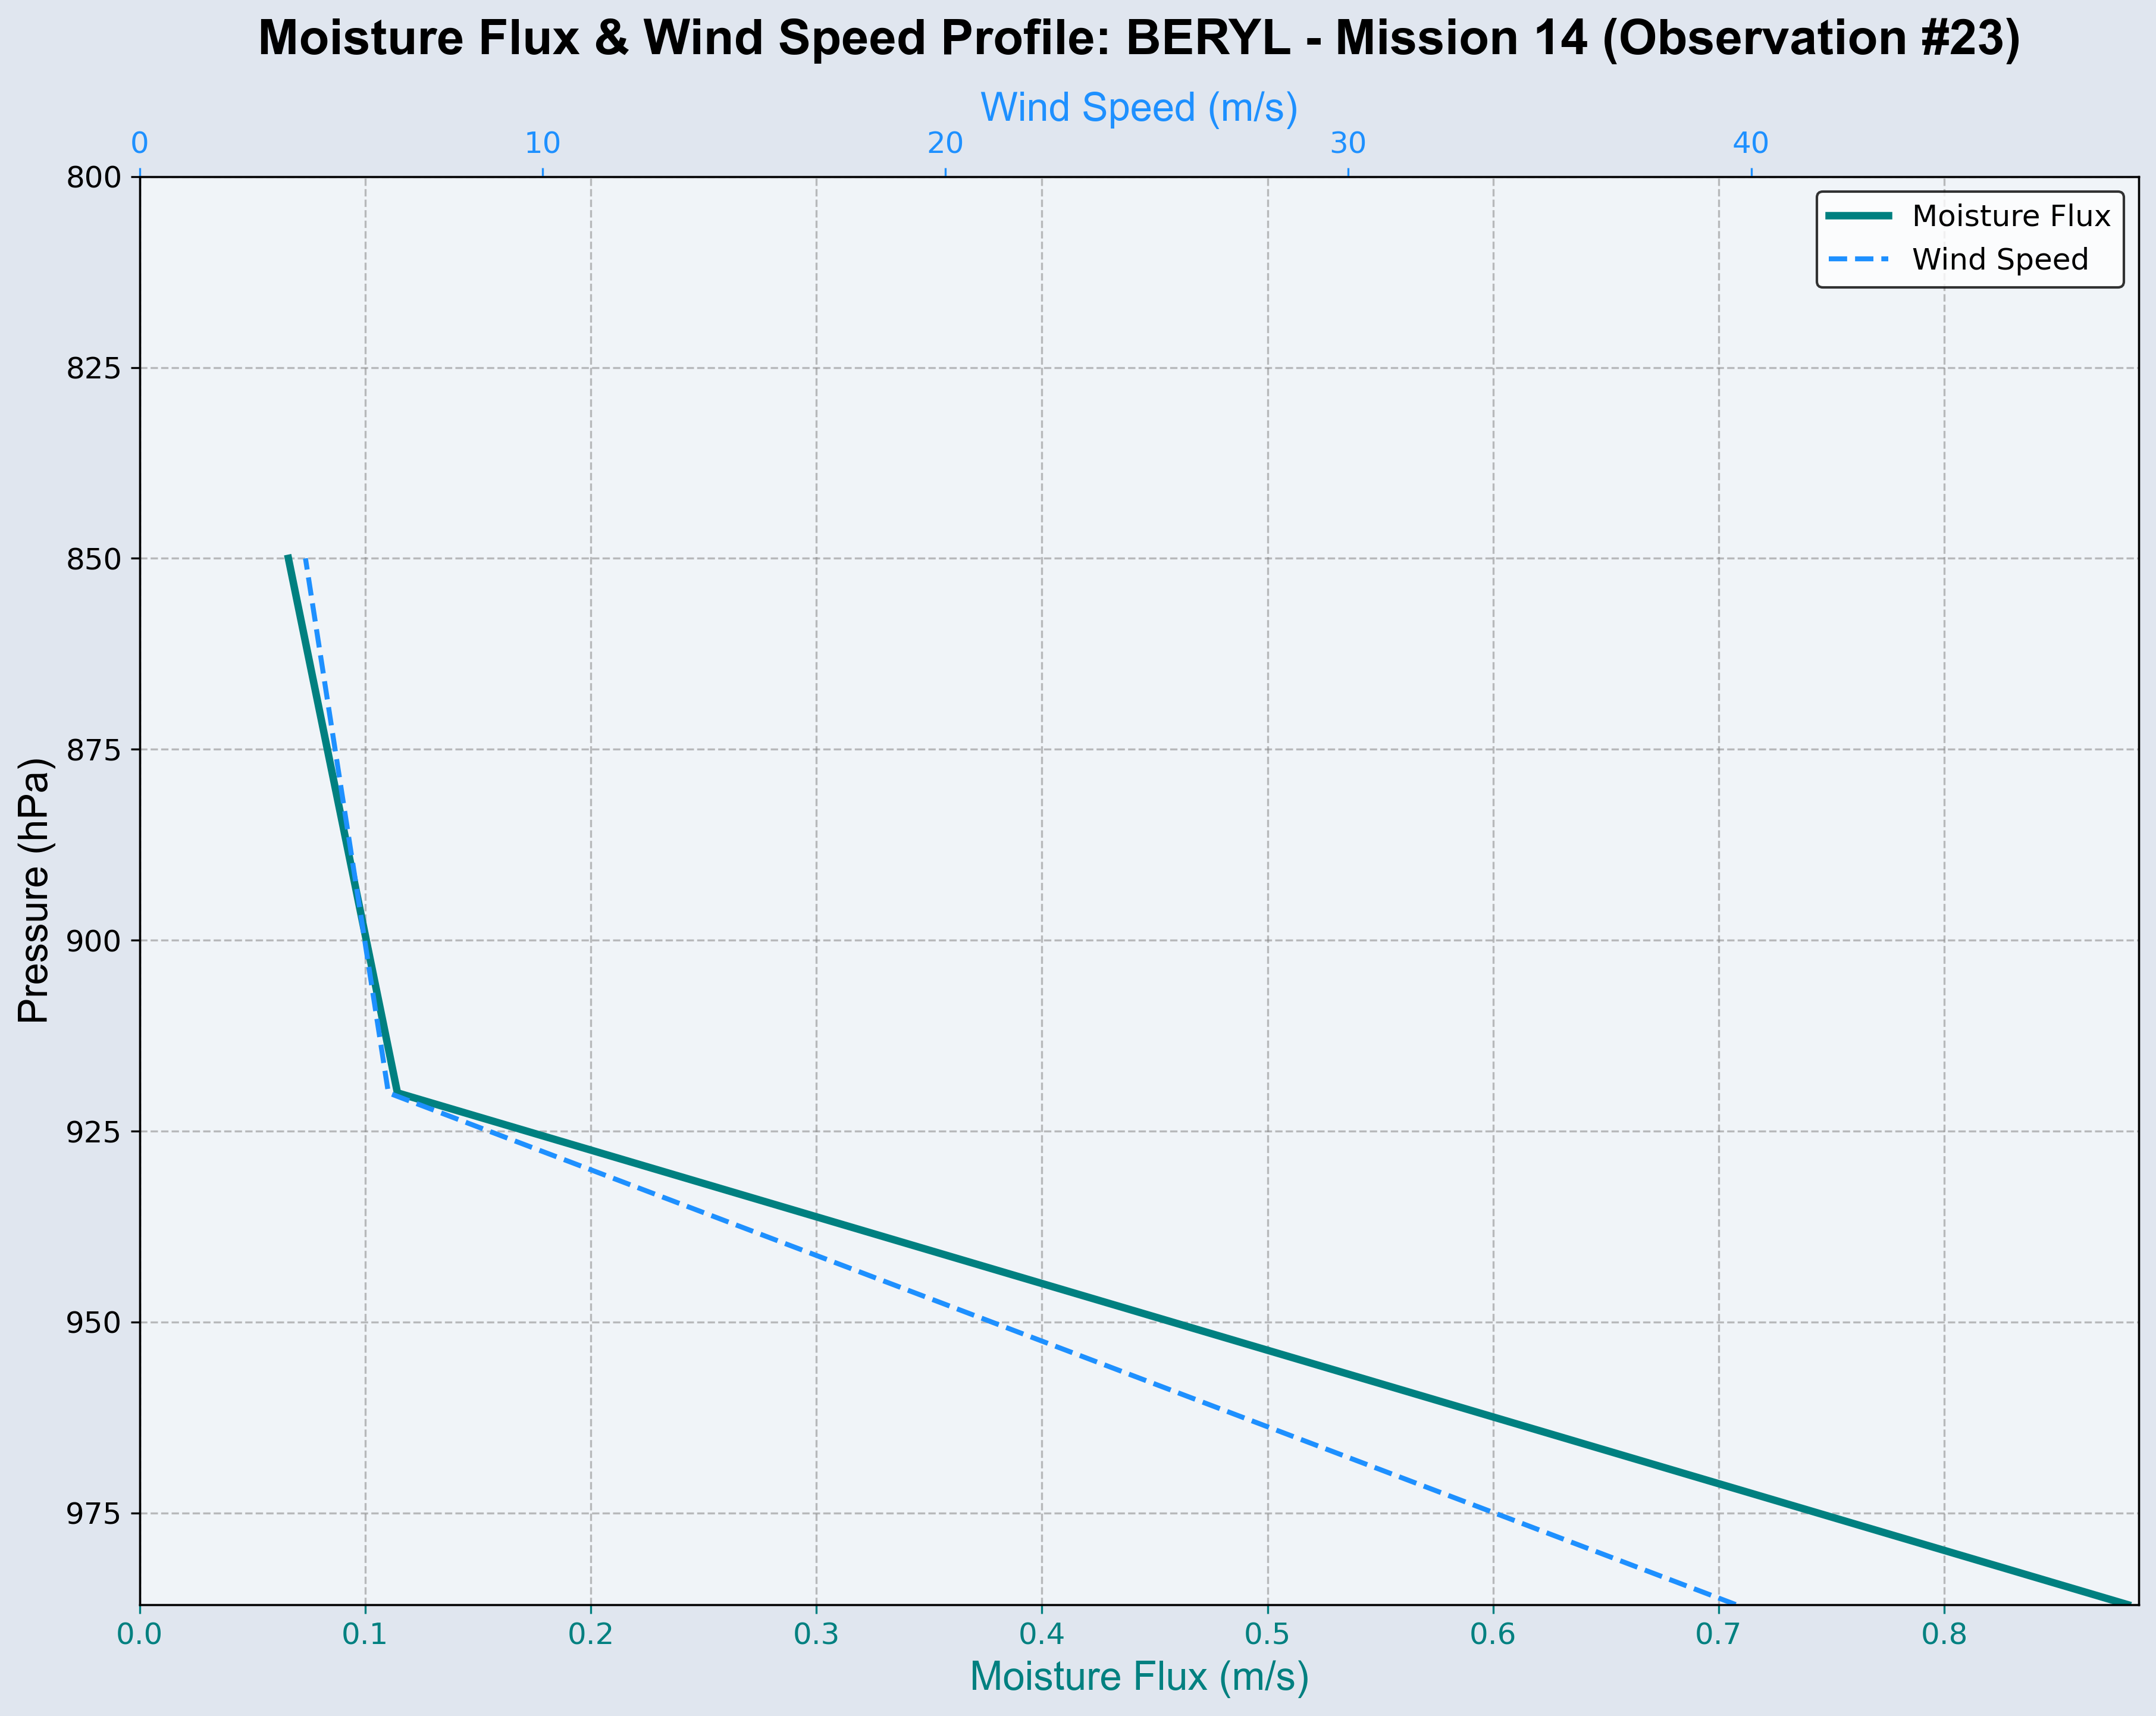 Moisture Flux & Wind Speed Profile: BERYL - Mission 14 (Observation #23)
Wind Speed (m/s)
0 10 20 30 40
Moisture Flux
Wind Speed
800
825
850
875
900
925
950
975
Pressure (hPa)
0.0 0.1 0.2 0.3 0.4 0.5 0.6 0.7 0.8
Moisture Flux (m/s)